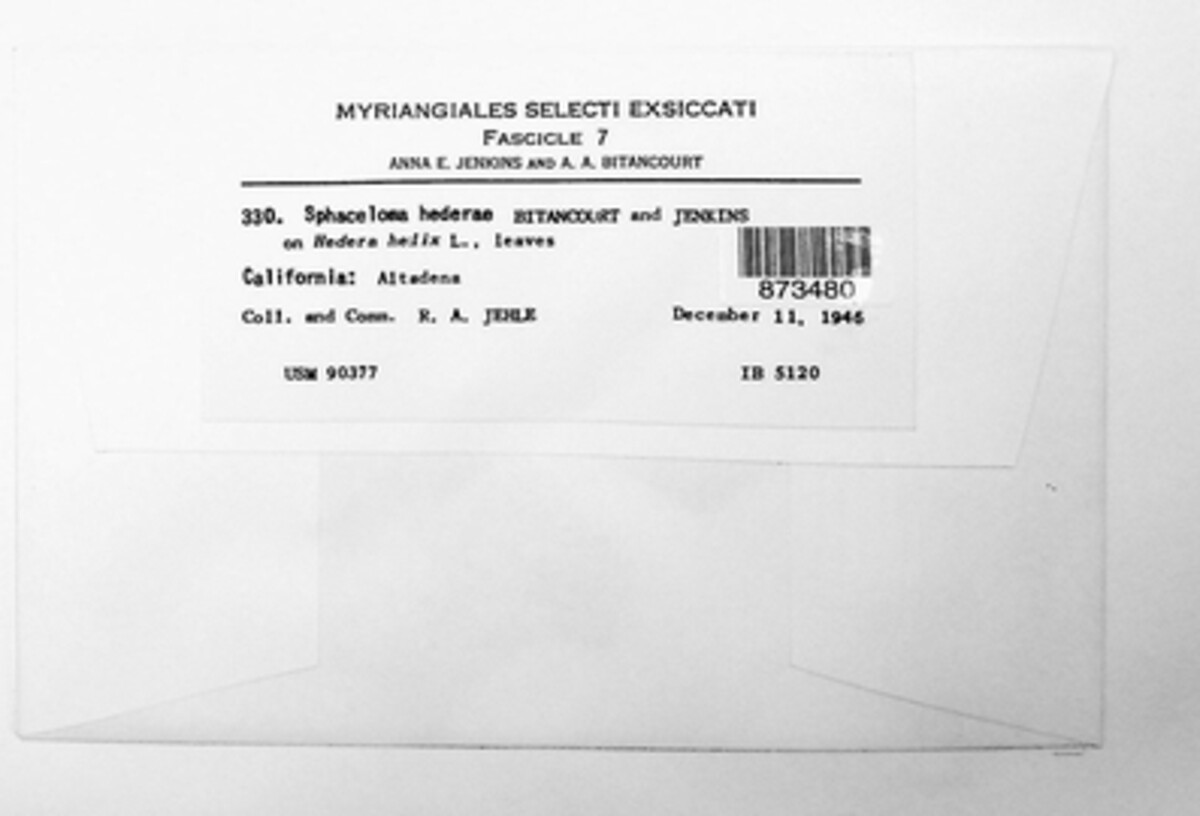 MYRIANGIALES SELECTI EXSICCATI
FASCICLE 7
ANNA E. JENKINS AND A. A. BITANCOURT
330. Sphaceloma hederae BITANCOURT and JENKINS
on Hedera helix L., leaves
California: Altadena
873480
Coll. and Comm. R. A. JEHLE December 11, 1946
USM 90377 IB 5120